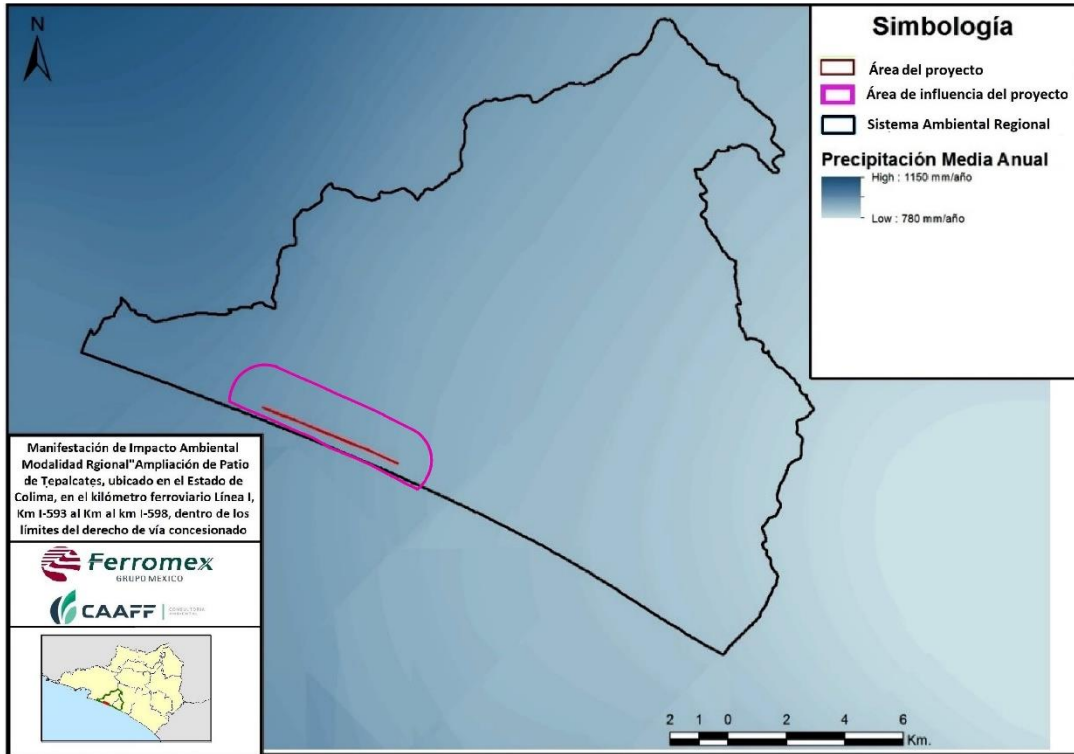 N
Simbología
Área del proyecto
Área de influencia del proyecto
Sistema Ambiental Regional
Precipitación Media Anual
High : 1150 mm/año
Low : 780 mm/año
Manifestación de Impacto Ambiental
Modalidad Rgional"Ampliación de Patio
de Tepalcates, ubicado en el Estado de
Colima, en el kilómetro ferroviario Línea I,
Km I-593 al Km al km I-598, dentro de los
límites del derecho de vía concesionado
Ferromex
GRUPO MEXICO
CAAFF
CONSULTORIA
AMBIENTAL
2 1 0 2 4 6
Km.